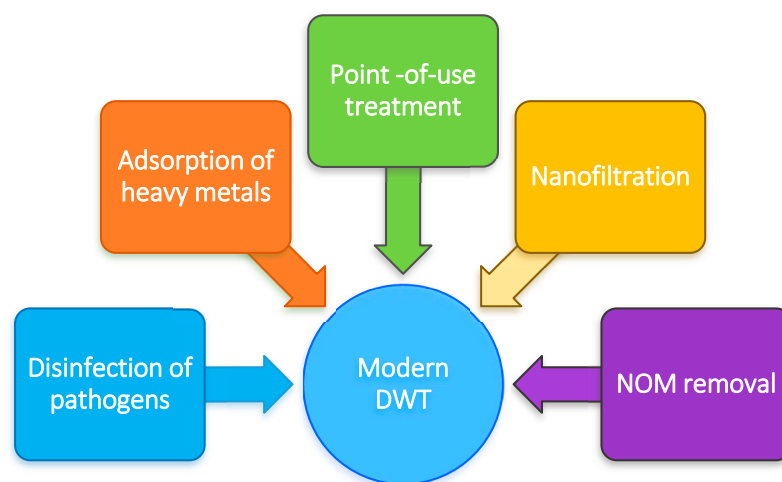 Point -of-use
treatment
Adsorption of
heavy metals
Nanofiltration
Disinfection of
pathogens
Modern
DWT
NOM removal